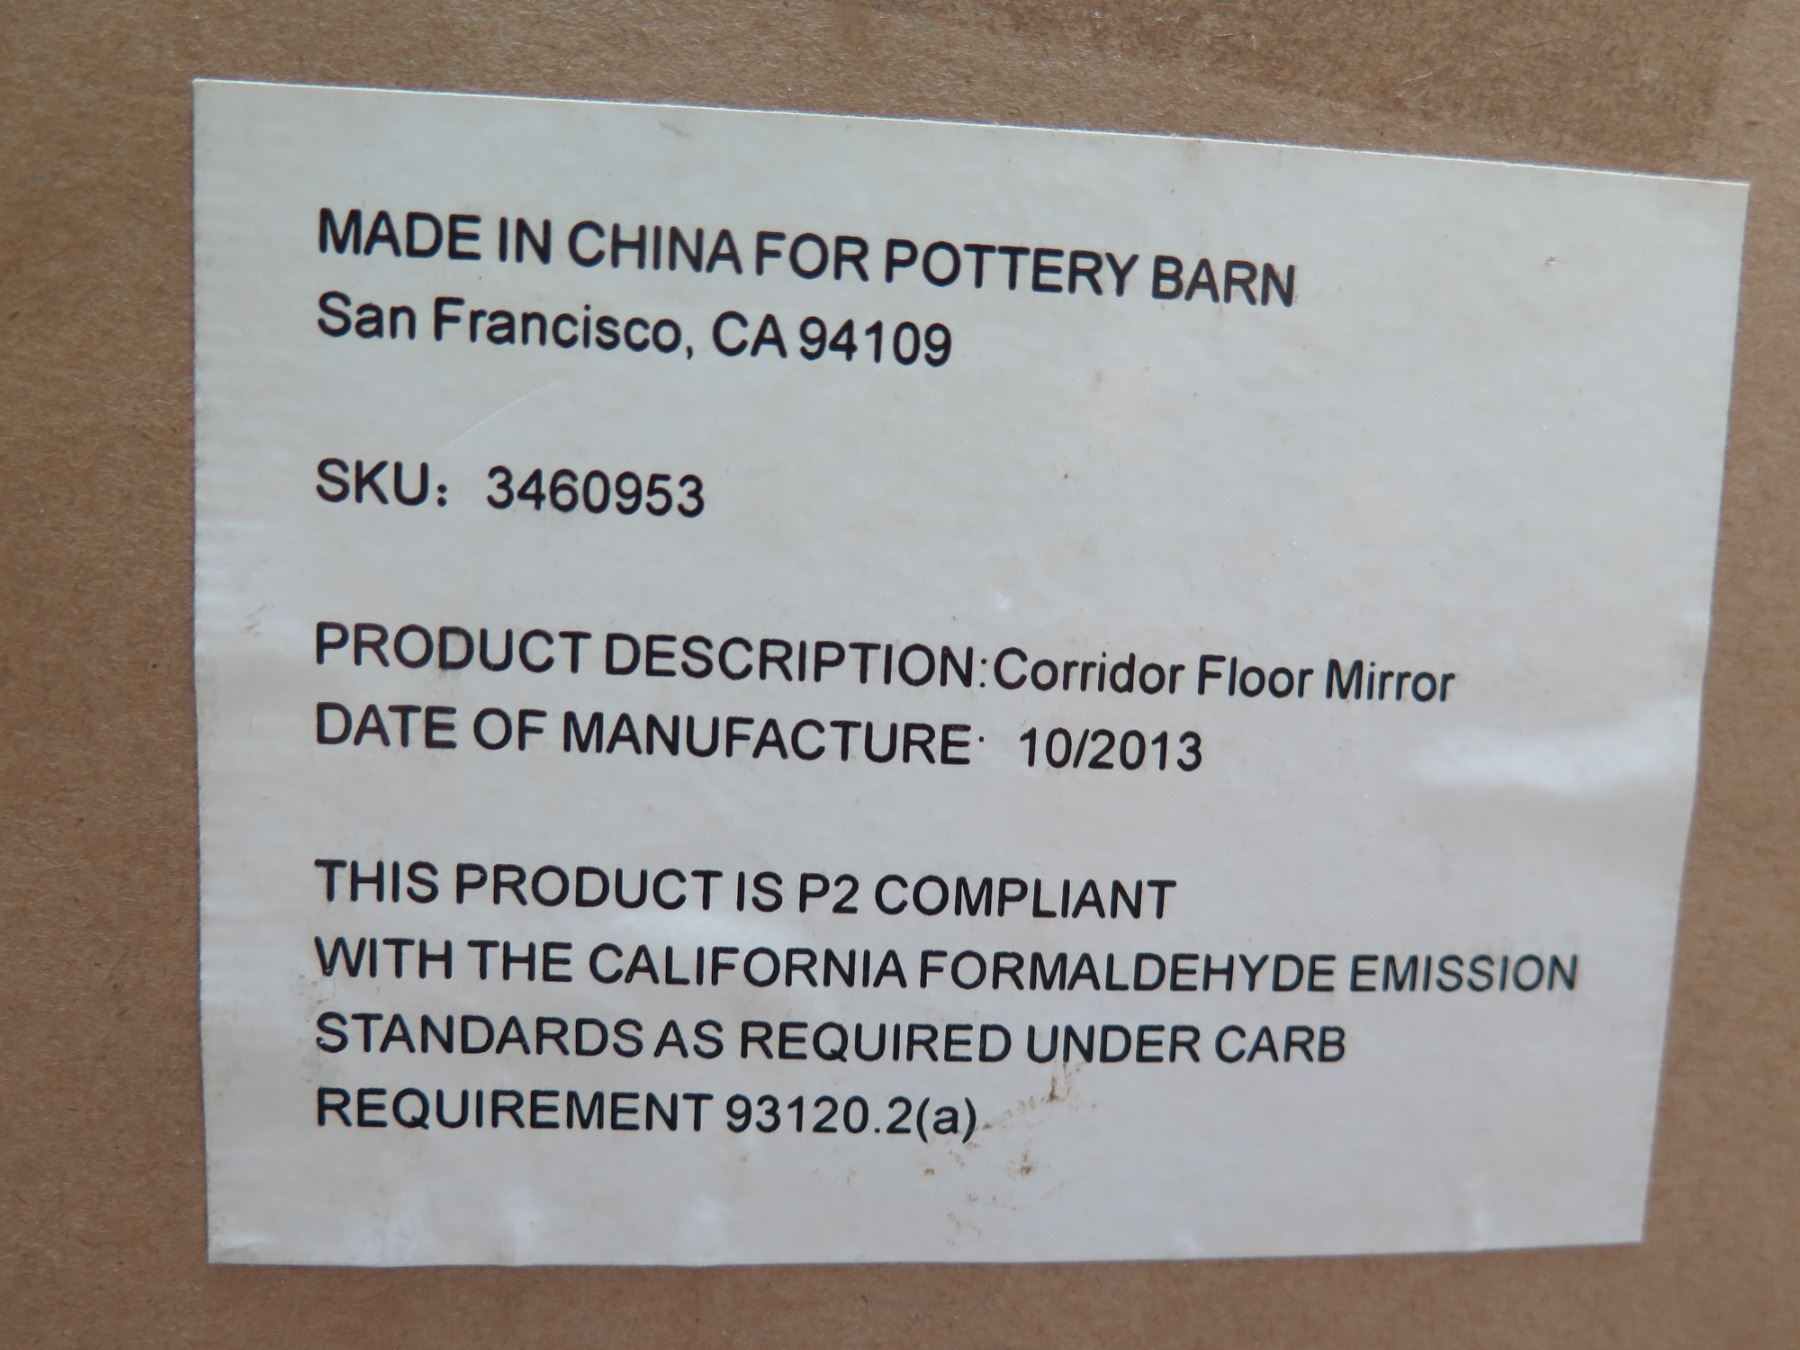 MADE IN CHINA FOR POTTERY BARN
San Francisco, CA 94109
SKU: 3460953
PRODUCT DESCRIPTION:Corridor Floor Mirror
DATE OF MANUFACTURE: 10/2013
THIS PRODUCT IS P2 COMPLIANT
WITH THE CALIFORNIA FORMALDEHYDE EMISSION
STANDARDS AS REQUIRED UNDER CARB
REQUIREMENT 93120.2(a)